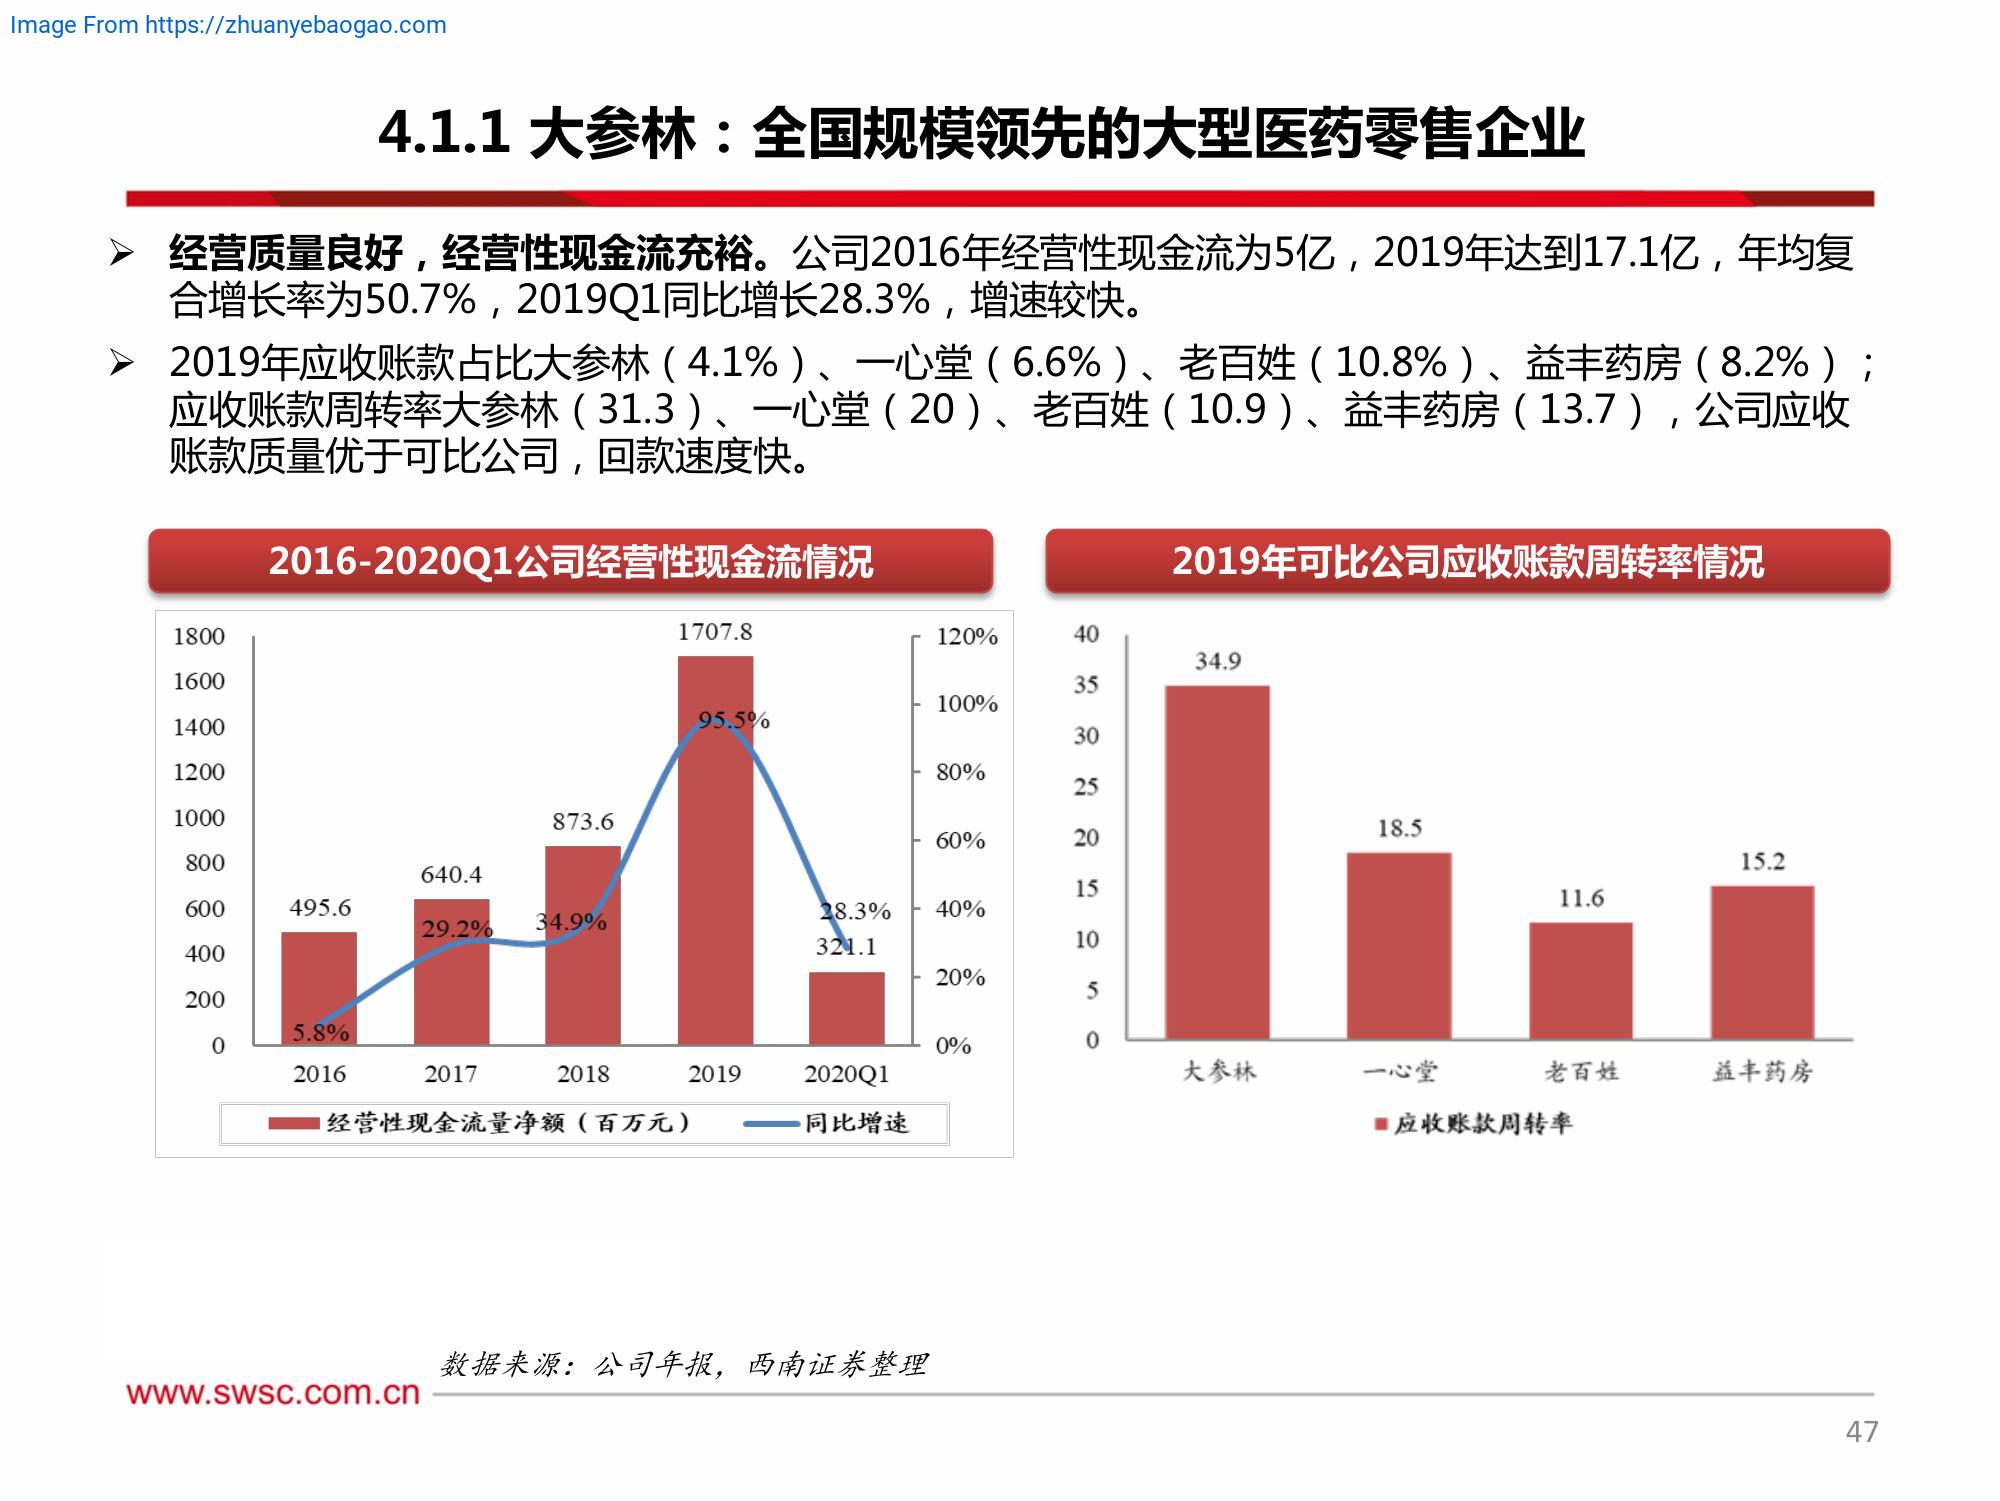 Image From https://zhuanyebaogao.com
4.1.1 大参林：全国规模领先的大型医药零售企业
➢ 经营质量良好，经营性现金流充裕。公司2016年经营性现金流为5亿，2019年达到17.1亿，年均复
合增长率为50.7%，2019Q1同比增长28.3%，增速较快。
➢ 2019年应收账款占比大参林（4.1%）、一心堂（6.6%）、老百姓（10.8%）、益丰药房（8.2%）；
应收账款周转率大参林（31.3）、一心堂（20）、老百姓（10.9）、益丰药房（13.7），公司应收
账款质量优于可比公司，回款速度快。
2016-2020Q1公司经营性现金流情况
1800
1600
1400
1200
1000
800
600
400
200
0
120%
100%
80%
60%
40%
20%
0%
495.6
640.4
873.6
1707.8
321.1
5.8%
29.2%
34.9%
95.5%
28.3%
2016 2017 2018 2019 2020Q1
经营性现金流量净额（百万元） 同比增速
2019年可比公司应收账款周转率情况
40
35
30
25
20
15
10
5
0
34.9
18.5
11.6
15.2
大参林 一心堂 老百姓 益丰药房
应收账款周转率
数据来源：公司年报，西南证券整理
www.swsc.com.cn
47